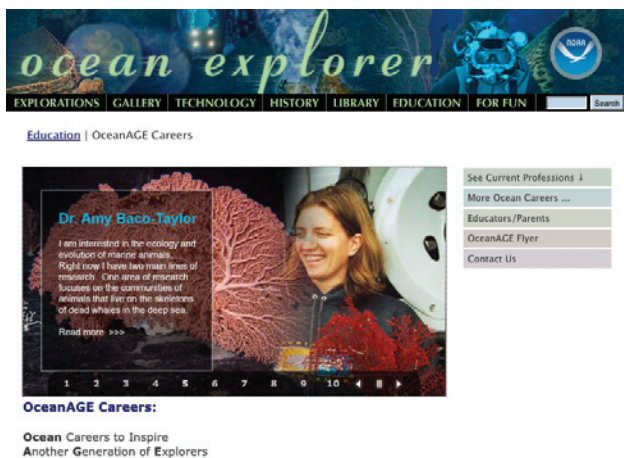 ocean explorer
NOAA
EXPLORATIONS GALLERY TECHNOLOGY HISTORY LIBRARY EDUCATION FOR FUN Search
Education | OceanAGE Careers
Dr. Amy Baco-Taylor
I am interested in the ecology and
evolution of marine animals.
Right now I have two main lines of
research. One area of research
focuses on the communities of
animals that live on the skeletons
of dead whales in the deep sea.
Read more >>>
1 2 3 4 5 6 7 8 9 10
See Current Professions ↓
More Ocean Careers ...
Educators/Parents
OceanAGE Flyer
Contact Us
OceanAGE Careers:
Ocean Careers to Inspire
Another Generation of Explorers